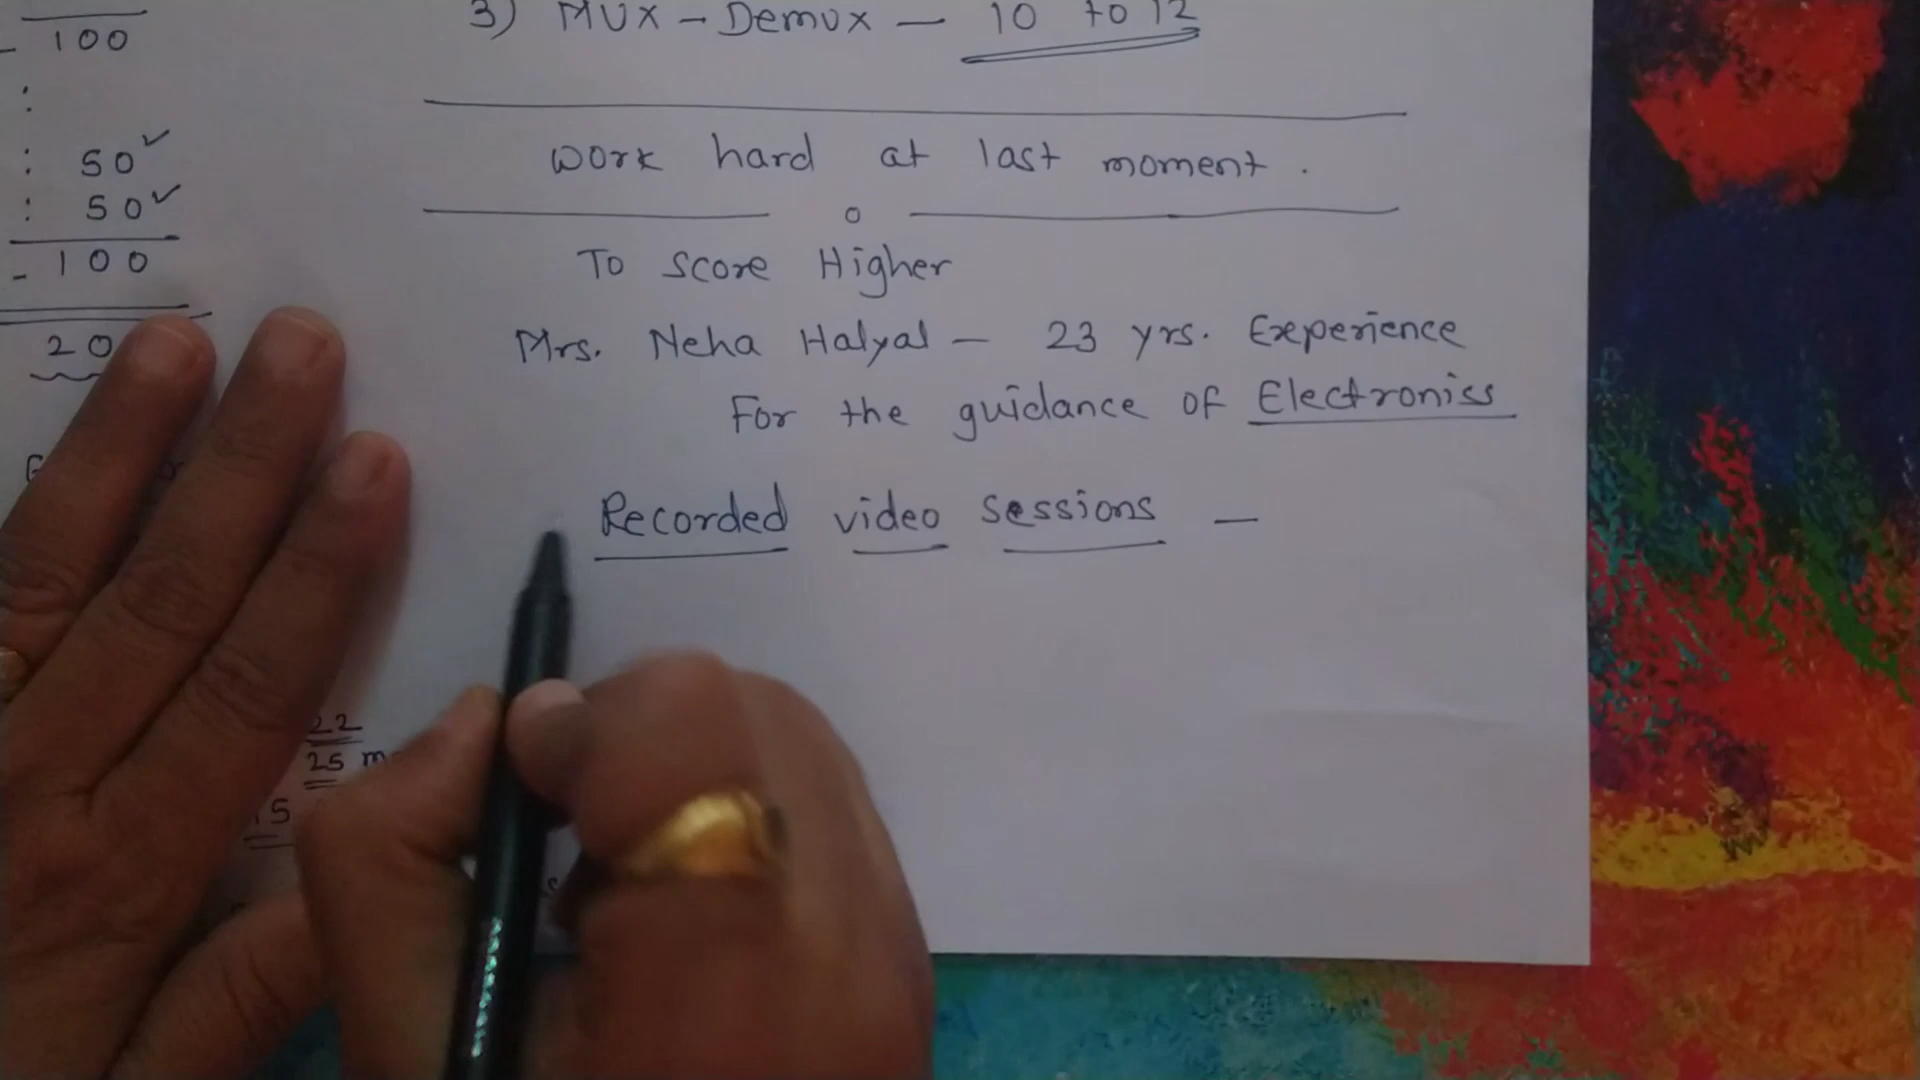 - 100
:
: 50✓
: 50✓
- 100
20
22
25
15
3) MUX - Demux - 10 to 12
work hard at last moment.
To score Higher
Mrs. Neha Halyal - 23 yrs. Experience
For the guidance of Electroniss
Recorded video sessions -